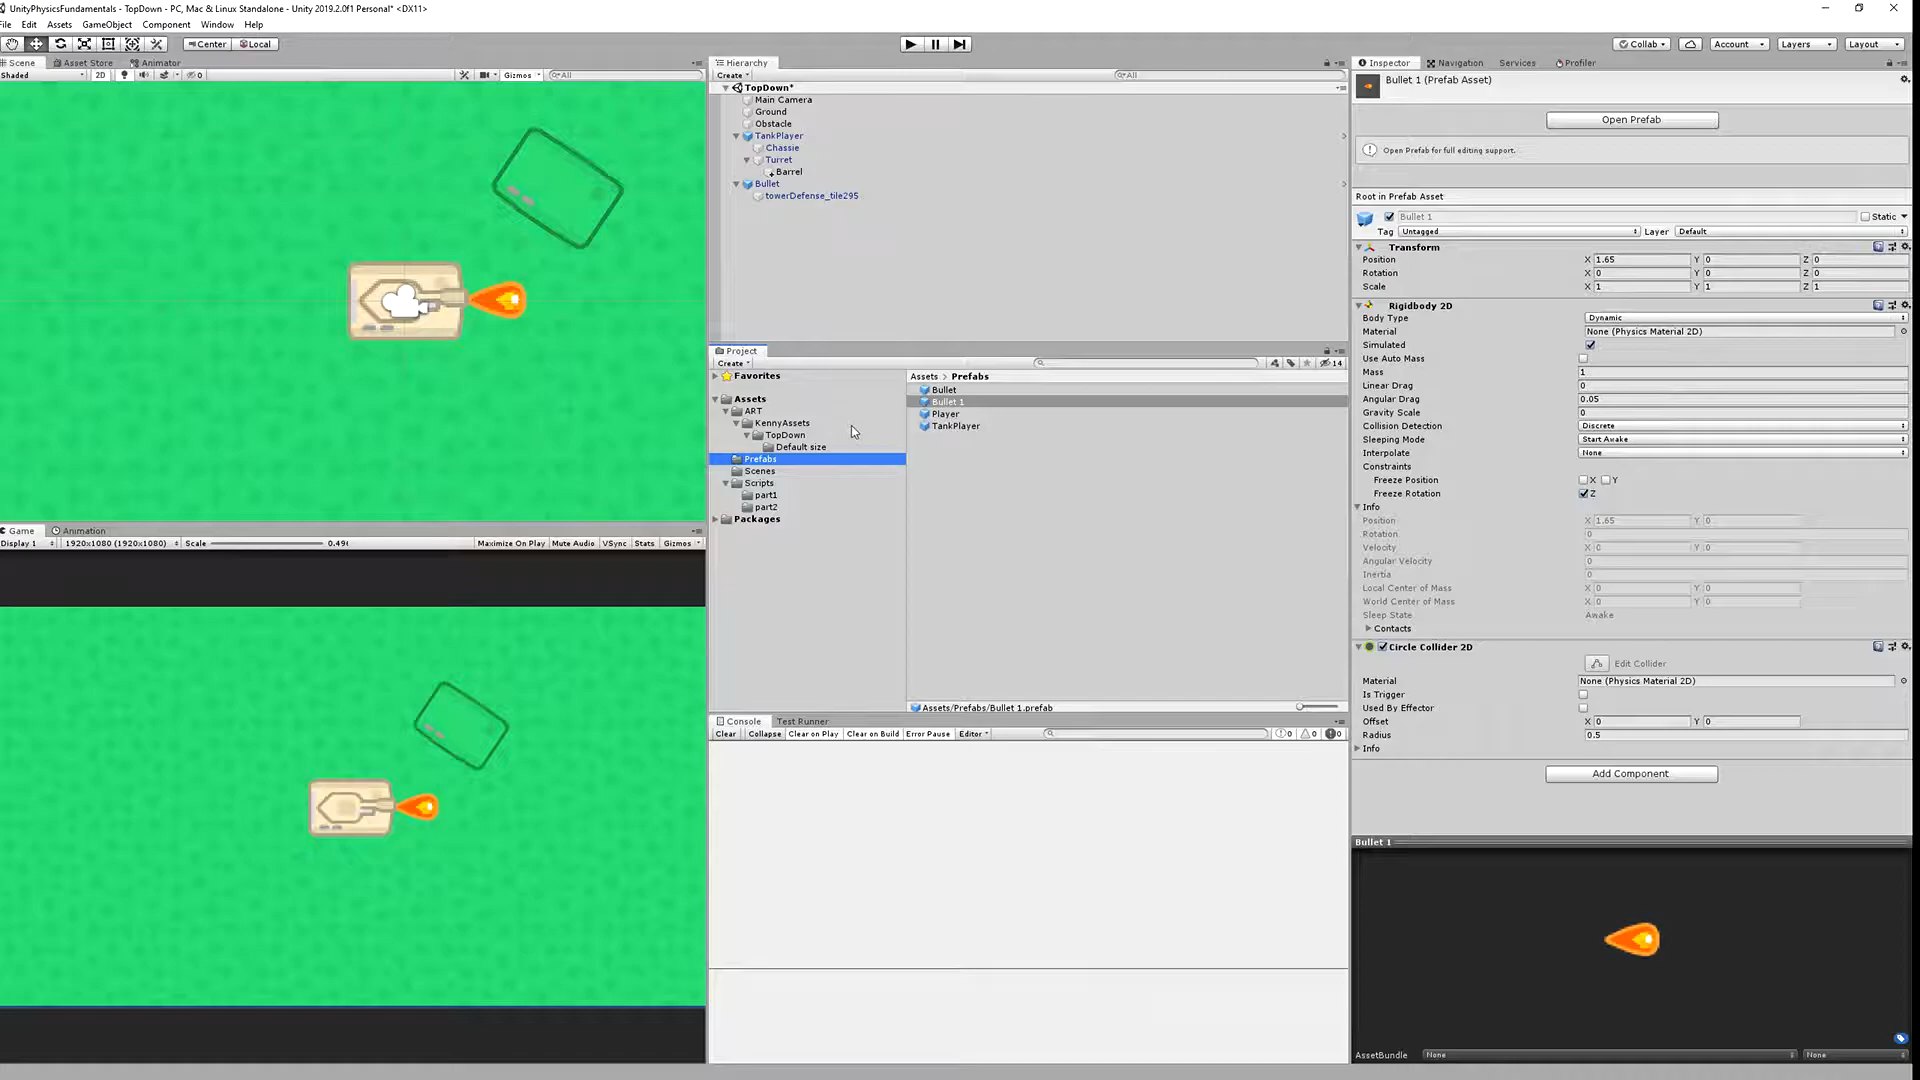 UnityPhysicsFundamentals - TopDown - PC, Mac & Linux Standalone - Unity 2019.2.0f1 Personal* <DX11>
File Edit Assets GameObject Component Window Help
Center Local
Collab Account Layers Layout
Scene Asset Store Animator
Shaded 2D 0 Gizmos All
Hierarchy
Create All
TopDown*
Main Camera
Ground
Obstacle
TankPlayer
Chassie
Turret
Barrel
Bullet
towerDefense_tile295
Game Animation
Display 1 1920x1080 (1920x1080) Scale 0.49 Maximize On Play Mute Audio VSync Stats Gizmos
Project
Create 14
Favorites
Assets
ART
KennyAssets
TopDown
Default size
Prefabs
Scenes
Scripts
part1
part2
Packages
Assets > Prefabs
Bullet
Bullet 1
Player
TankPlayer
Assets/Prefabs/Bullet 1.prefab
Console Test Runner
Clear Collapse Clear on Play Clear on Build Error Pause Editor 0 0 0
Inspector Navigation Services Profiler
Bullet 1 (Prefab Asset)
Open Prefab
Open Prefab for full editing support.
Root in Prefab Asset
Bullet 1 Static
Tag Untagged Layer Default
Transform
Position X 1.65 Y 0 Z 0
Rotation X 0 Y 0 Z 0
Scale X 1 Y 1 Z 1
Rigidbody 2D
Body Type Dynamic
Material None (Physics Material 2D)
Simulated
Use Auto Mass
Mass 1
Linear Drag 0
Angular Drag 0.05
Gravity Scale 0
Collision Detection Discrete
Sleeping Mode Start Awake
Interpolate None
Constraints
Freeze Position X Y
Freeze Rotation Z
Info
Position X 1.65 Y 0
Rotation 0
Velocity X 0 Y 0
Angular Velocity 0
Inertia 0
Local Center of Mass X 0 Y 0
World Center of Mass X 0 Y 0
Sleep State Awake
Contacts
Circle Collider 2D
Edit Collider
Material None (Physics Material 2D)
Is Trigger
Used By Effector
Offset X 0 Y 0
Radius 0.5
Info
Add Component
Bullet 1
AssetBundle None None